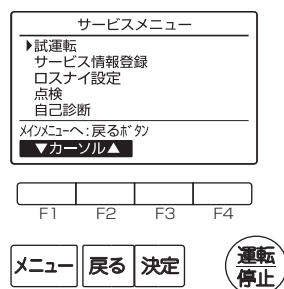 サービスメニュー
▶試運転
サービス情報登録
ロスナイ設定
点検
自己診断
メインメニューへ:戻るボタン
▼カーソル▲
F1 F2 F3 F4
メニュー 戻る 決定 運転
停止